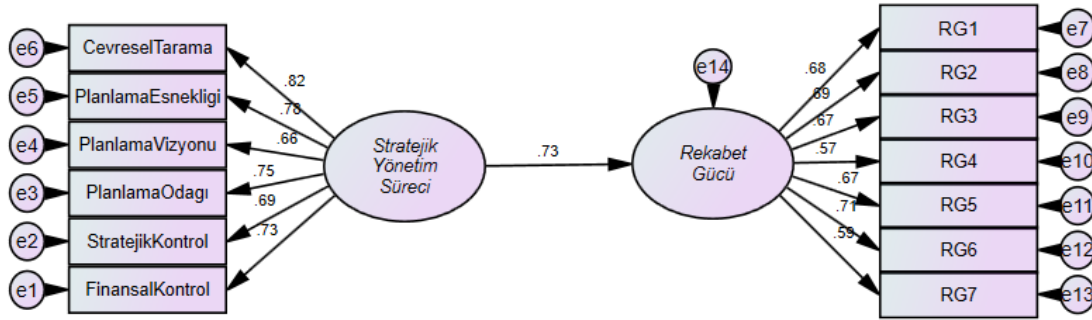 e6
CevreselTarama
e5
PlanlamaEsnekligi
e4
PlanlamaVizyonu
e3
PlanlamaOdagı
e2
StratejikKontrol
e1
FinansalKontrol
.82
.78
.66
.75
.69
.73
Stratejik
Yönetim
Süreci
.73
e14
Rekabet
Gücü
.68
.69
.67
.57
.67
.71
.59
RG1
e7
RG2
e8
RG3
e9
RG4
e10
RG5
e11
RG6
e12
RG7
e13